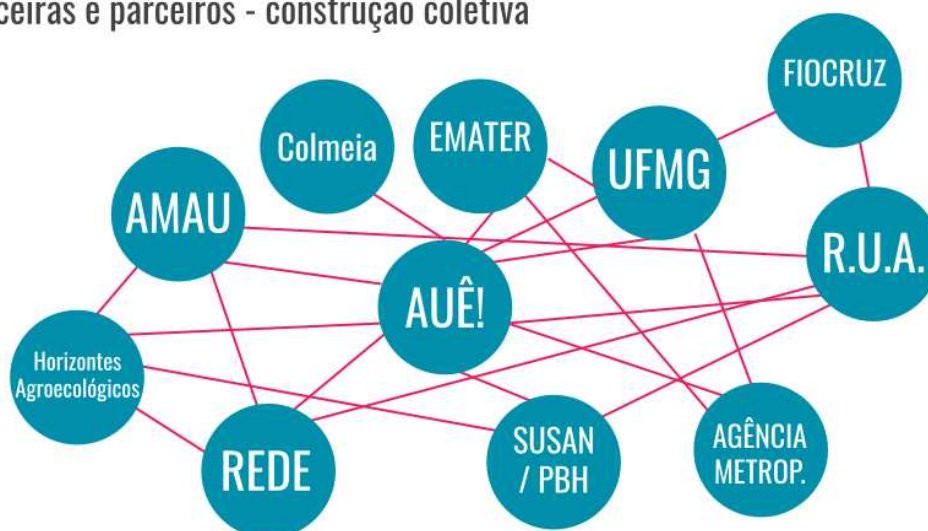 ceiras e parceiros - construção coletiva
FIOCRUZ
Colmeia
EMATER
UFMG
AMAU
R.U.A.
AUÊ!
Horizontes
Agroecológicos
REDE
SUSAN
/ PBH
AGÊNCIA
METROP.